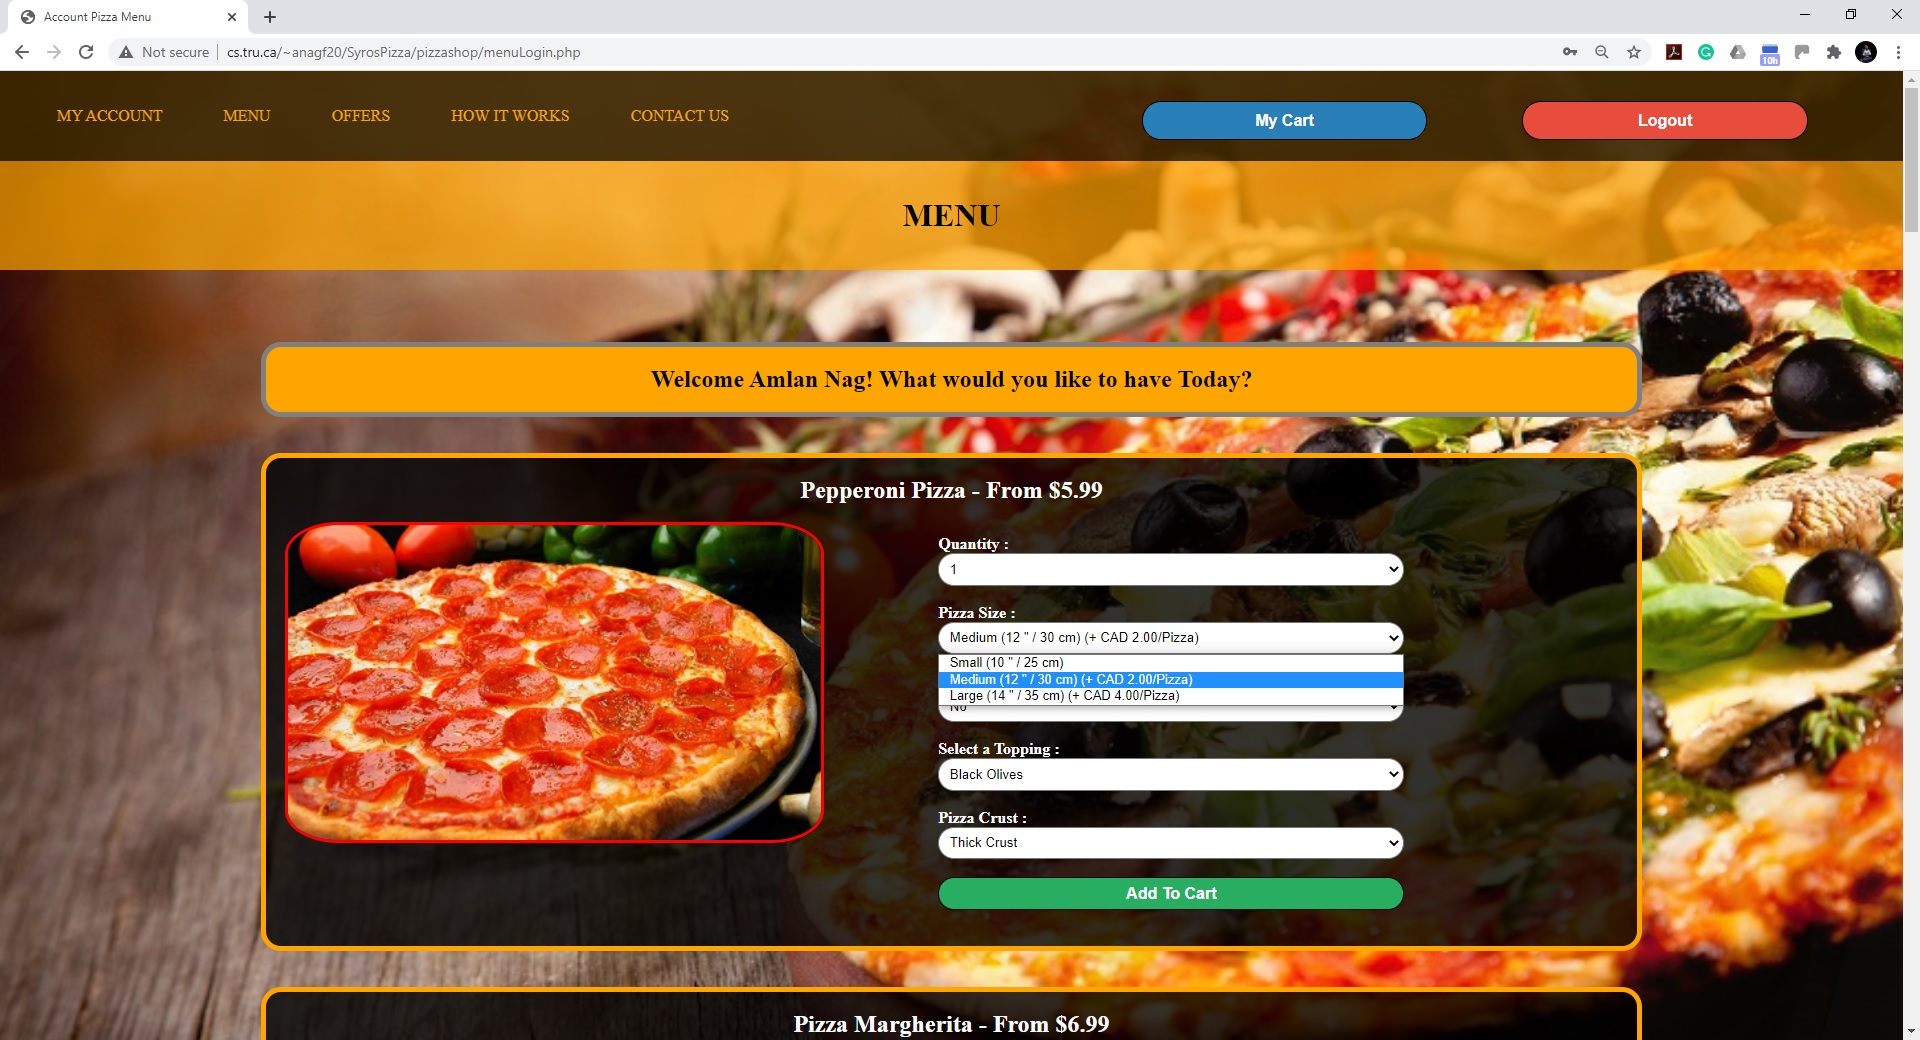 Account Pizza Menu
Not secure cs.tru.ca/~anagf20/SyrosPizza/pizzashop/menuLogin.php
10h
MY ACCOUNT MENU OFFERS HOW IT WORKS CONTACT US My Cart Logout
MENU
Welcome Amlan Nag! What would you like to have Today?
Pepperoni Pizza - From $5.99
Quantity :
1
Pizza Size :
Medium (12 " / 30 cm) (+ CAD 2.00/Pizza)
Small (10 " / 25 cm)
Medium (12 " / 30 cm) (+ CAD 2.00/Pizza)
Large (14 " / 35 cm) (+ CAD 4.00/Pizza)
No
Select a Topping :
Black Olives
Pizza Crust :
Thick Crust
Add To Cart
Pizza Margherita - From $6.99